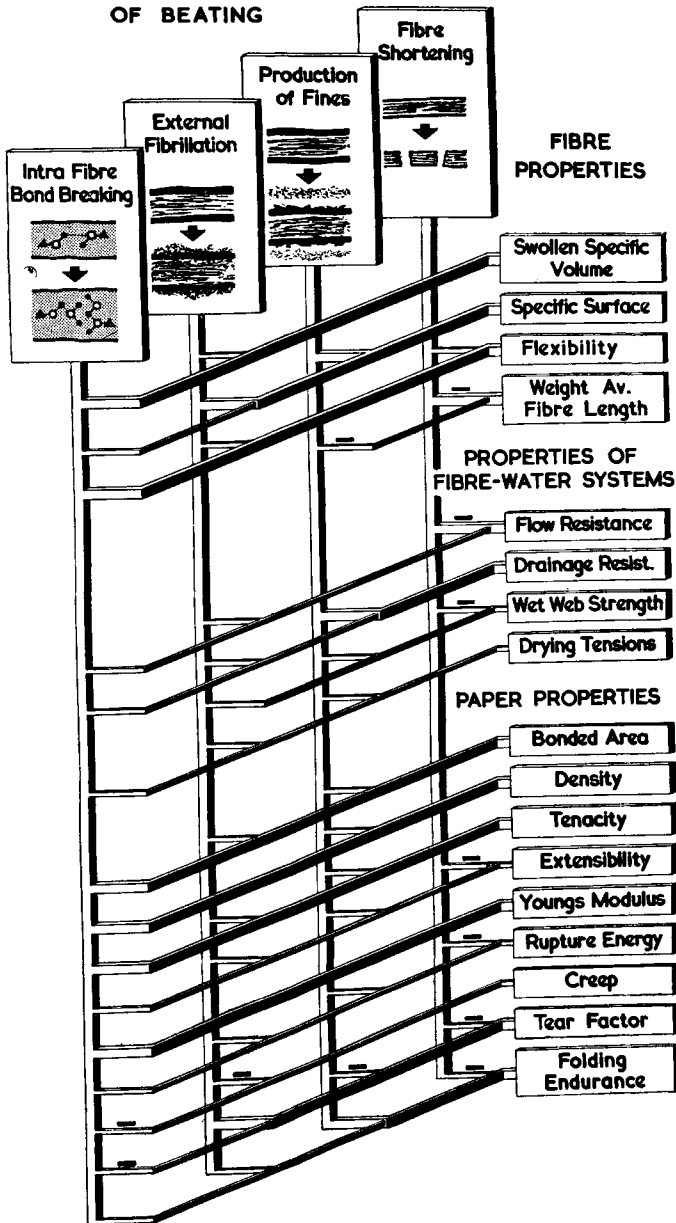 OF BEATING
Fibre
Shortening
Production
of Fines
External
Fibrillation
Intra Fibre
Bond Breaking
FIBRE
PROPERTIES
Swollen Specific
Volume
Specific Surface
Flexibility
Weight Av.
Fibre Length
PROPERTIES OF
FIBRE-WATER SYSTEMS
Flow Resistance
Drainage Resist.
Wet Web Strength
Drying Tensions
PAPER PROPERTIES
Bonded Area
Density
Tenacity
Extensibility
Youngs Modulus
Rupture Energy
Creep
Tear Factor
Folding
Endurance